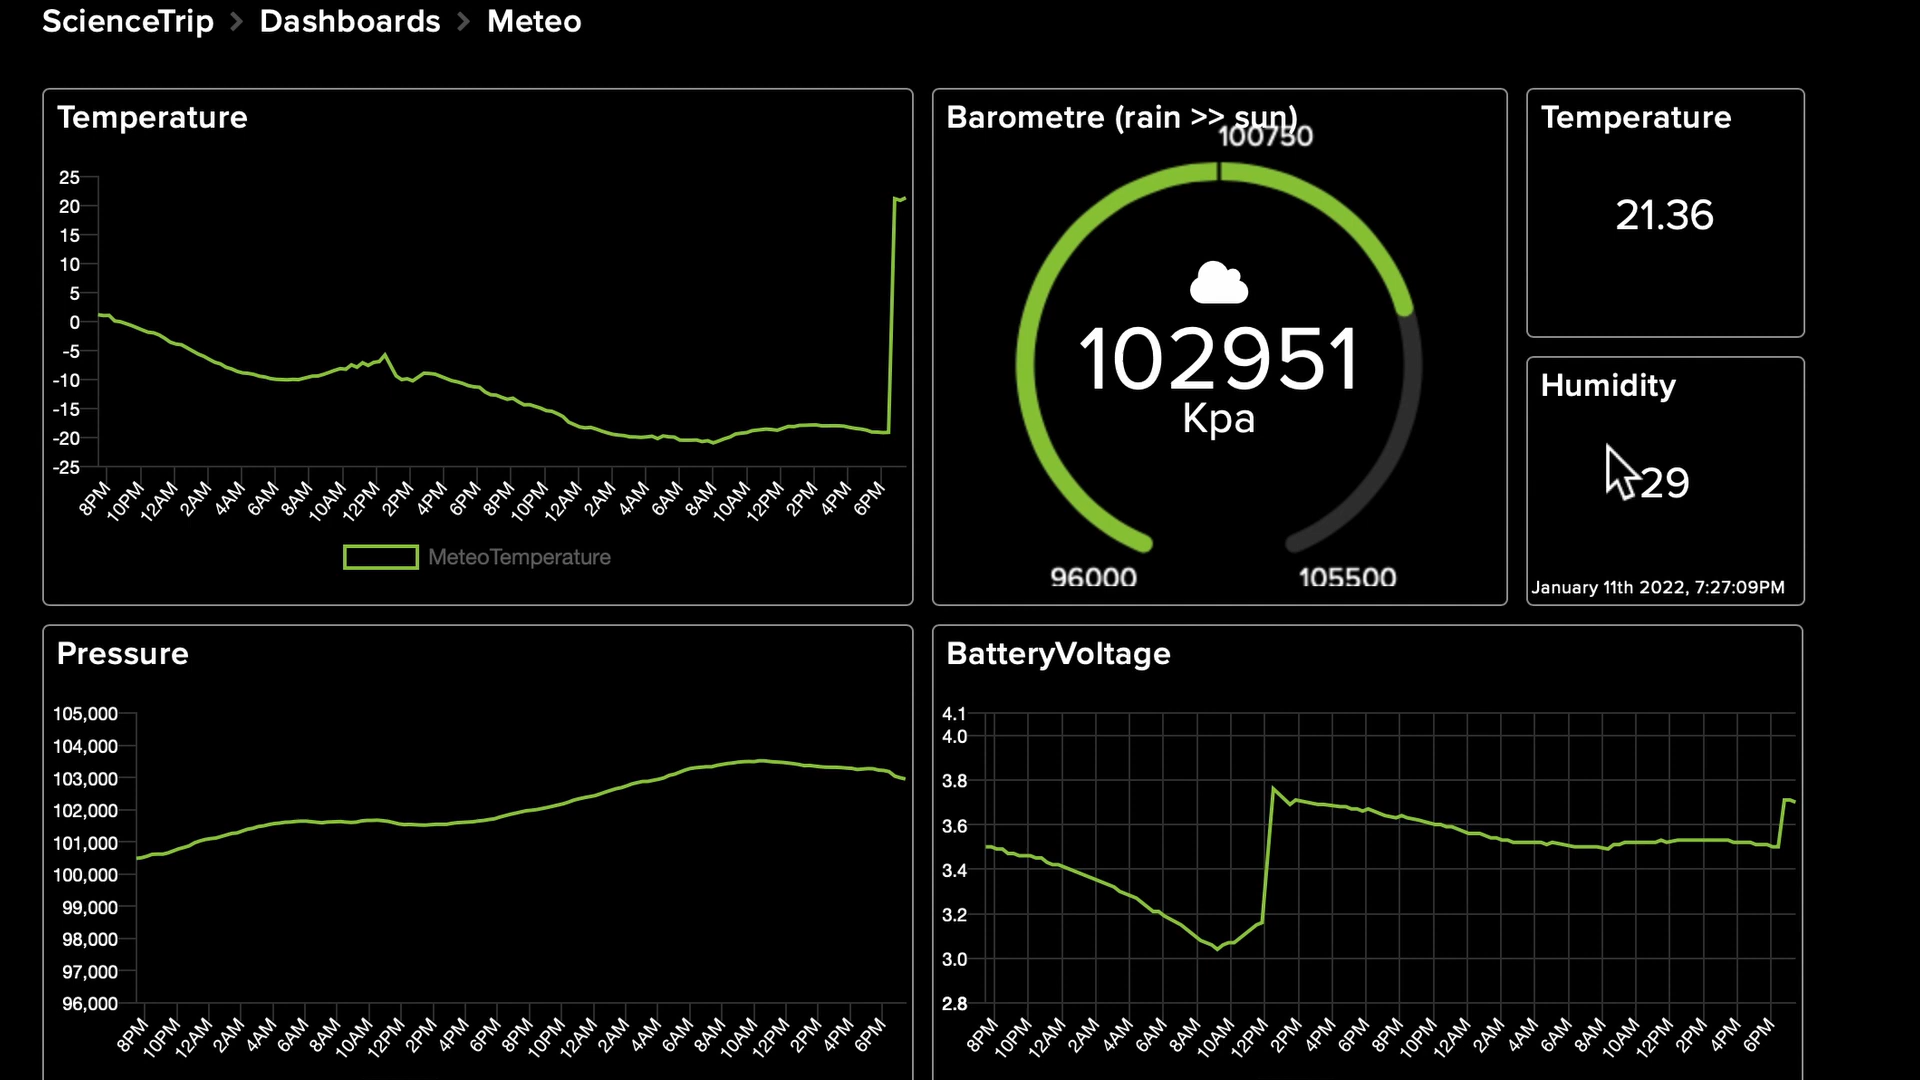 ScienceTrip > Dashboards > Meteo
Temperature
25
20
15
10
5
0
-5
-10
-15
-20
-25
8PM 10PM 12AM 2AM 4AM 6AM 8AM 10AM 12PM 2PM 4PM 6PM 8PM 10PM 12AM 2AM 4AM 6AM 8AM 10AM 12PM 2PM 4PM 6PM
MeteoTemperature
Barometre (rain >> sun)
100750
102951
Kpa
96000
105500
Temperature
21.36
Humidity
29
January 11th 2022, 7:27:09PM
Pressure
105,000
104,000
103,000
102,000
101,000
100,000
99,000
98,000
97,000
96,000
8PM 10PM 12AM 2AM 4AM 6AM 8AM 10AM 12PM 2PM 4PM 6PM 8PM 10PM 12AM 2AM 4AM 6AM 8AM 10AM 12PM 2PM 4PM 6PM
BatteryVoltage
4.1
4.0
3.8
3.6
3.4
3.2
3.0
2.8
8PM 10PM 12AM 2AM 4AM 6AM 8AM 10AM 12PM 2PM 4PM 6PM 8PM 10PM 12AM 2AM 4AM 6AM 8AM 10AM 12PM 2PM 4PM 6PM